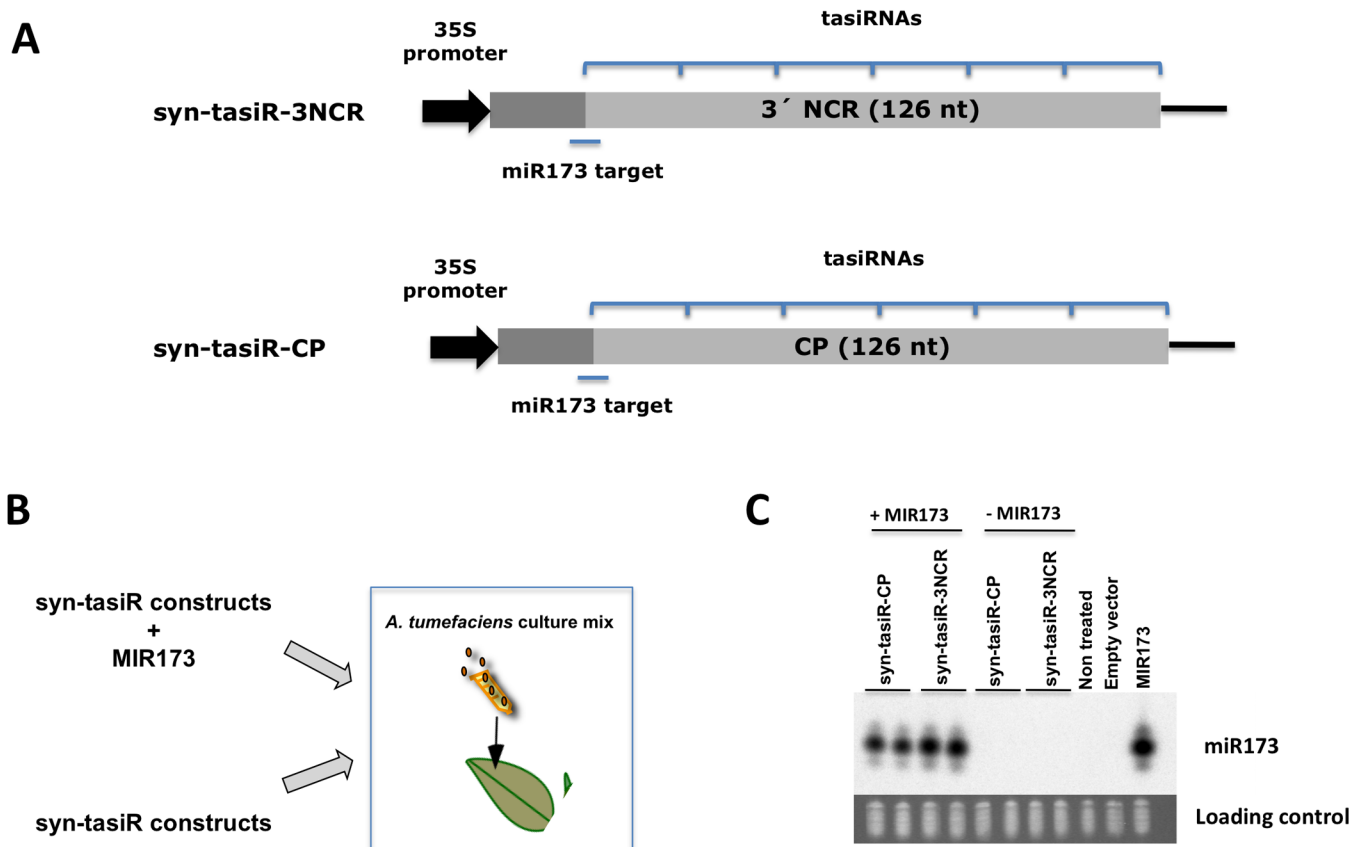 A
35S
promoter
tasiRNAs
syn-tasiR-3NCR
3´ NCR (126 nt)
miR173 target
35S
promoter
tasiRNAs
syn-tasiR-CP
CP (126 nt)
miR173 target
B
syn-tasiR constructs
+
MIR173
A. tumefaciens culture mix
syn-tasiR constructs
C
+ MIR173
- MIR173
syn-tasiR-CP
syn-tasiR-3NCR
syn-tasiR-CP
syn-tasiR-3NCR
Non treated
Empty vector
MIR173
miR173
Loading control